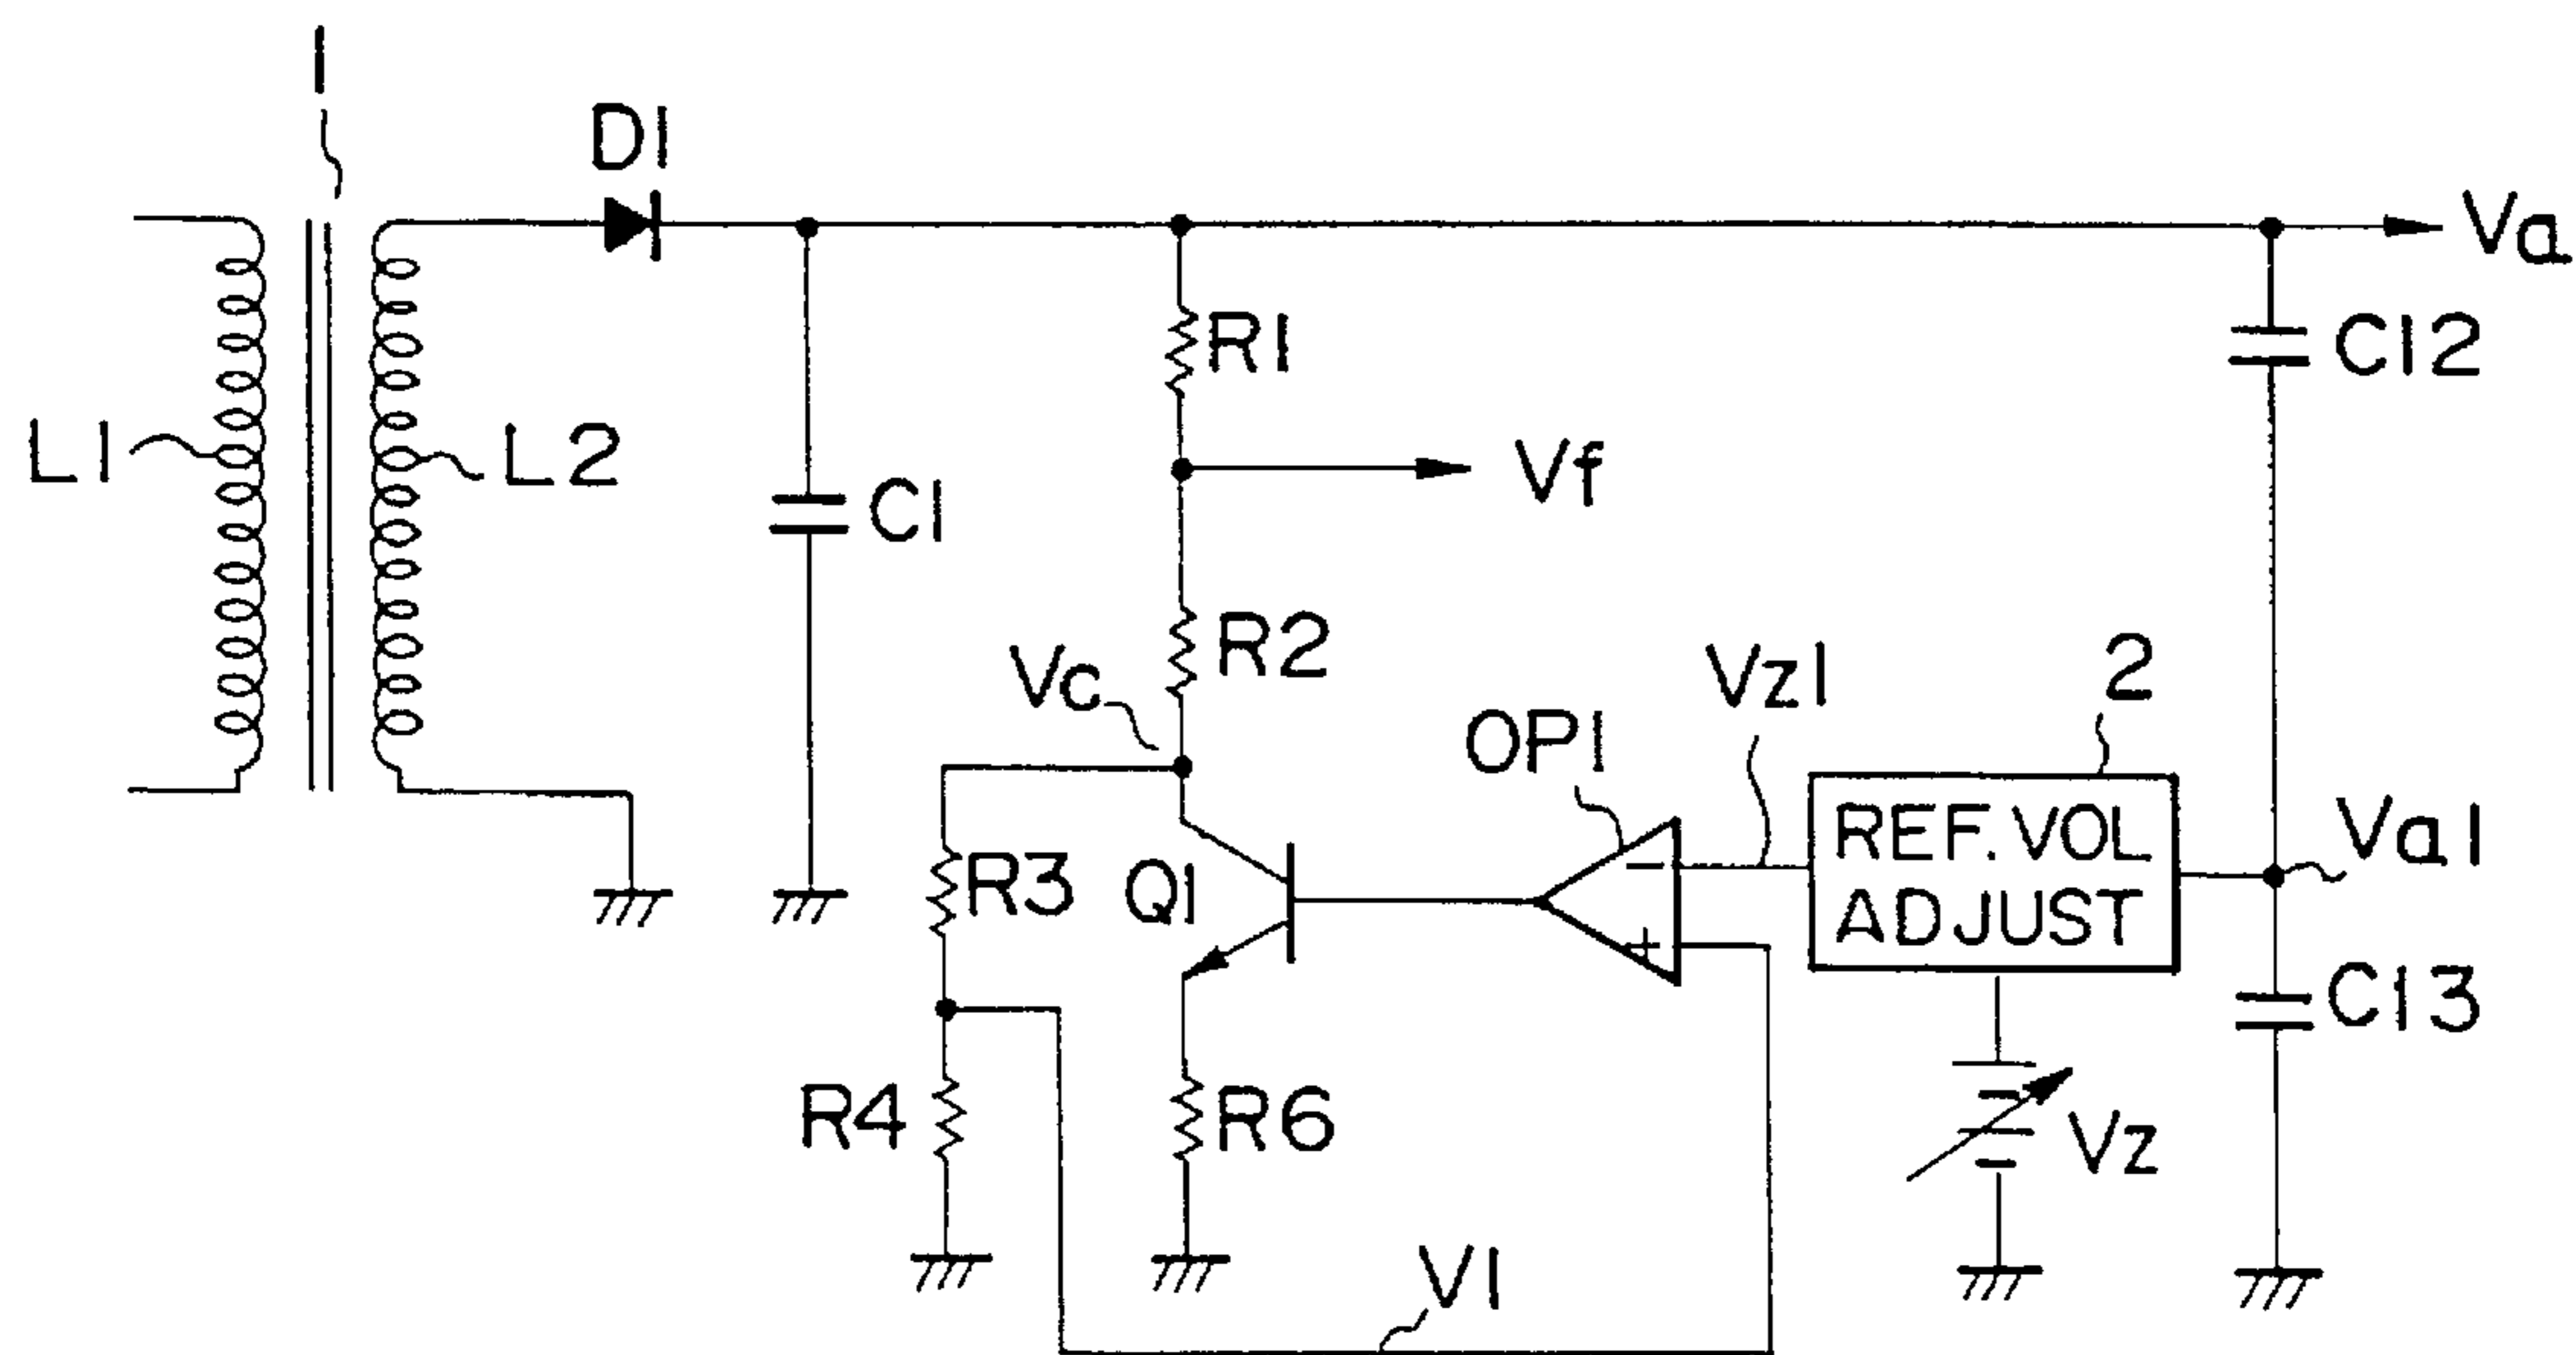 1
D1
Va
R1
C12
L1
L2
Vf
C1
R2
Vc
Vz1
2
OP1
REF. VOL
ADJUST
Va1
R3
Q1
−
+
C13
R4
R6
Vz
V1